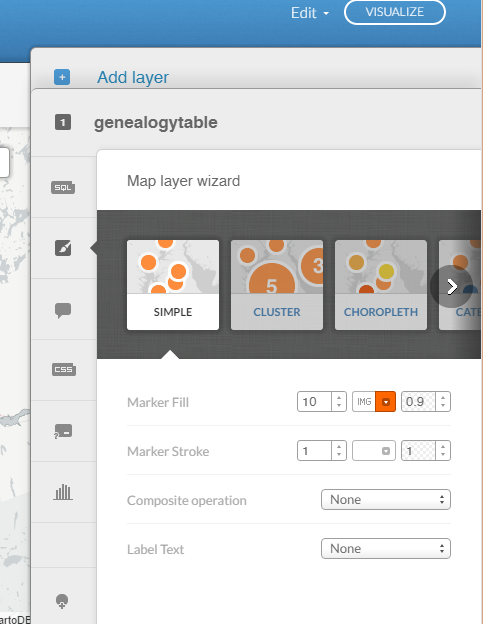 Edit
VISUALIZE
Add layer
1
genealogytable
SQL
Map layer wizard
5
3
SIMPLE
CLUSTER
CHOROPLETH
CATE
CSS
Marker Fill
10
IMG
0.9
Marker Stroke
1
1
Composite operation
None
Label Text
None
artoDB